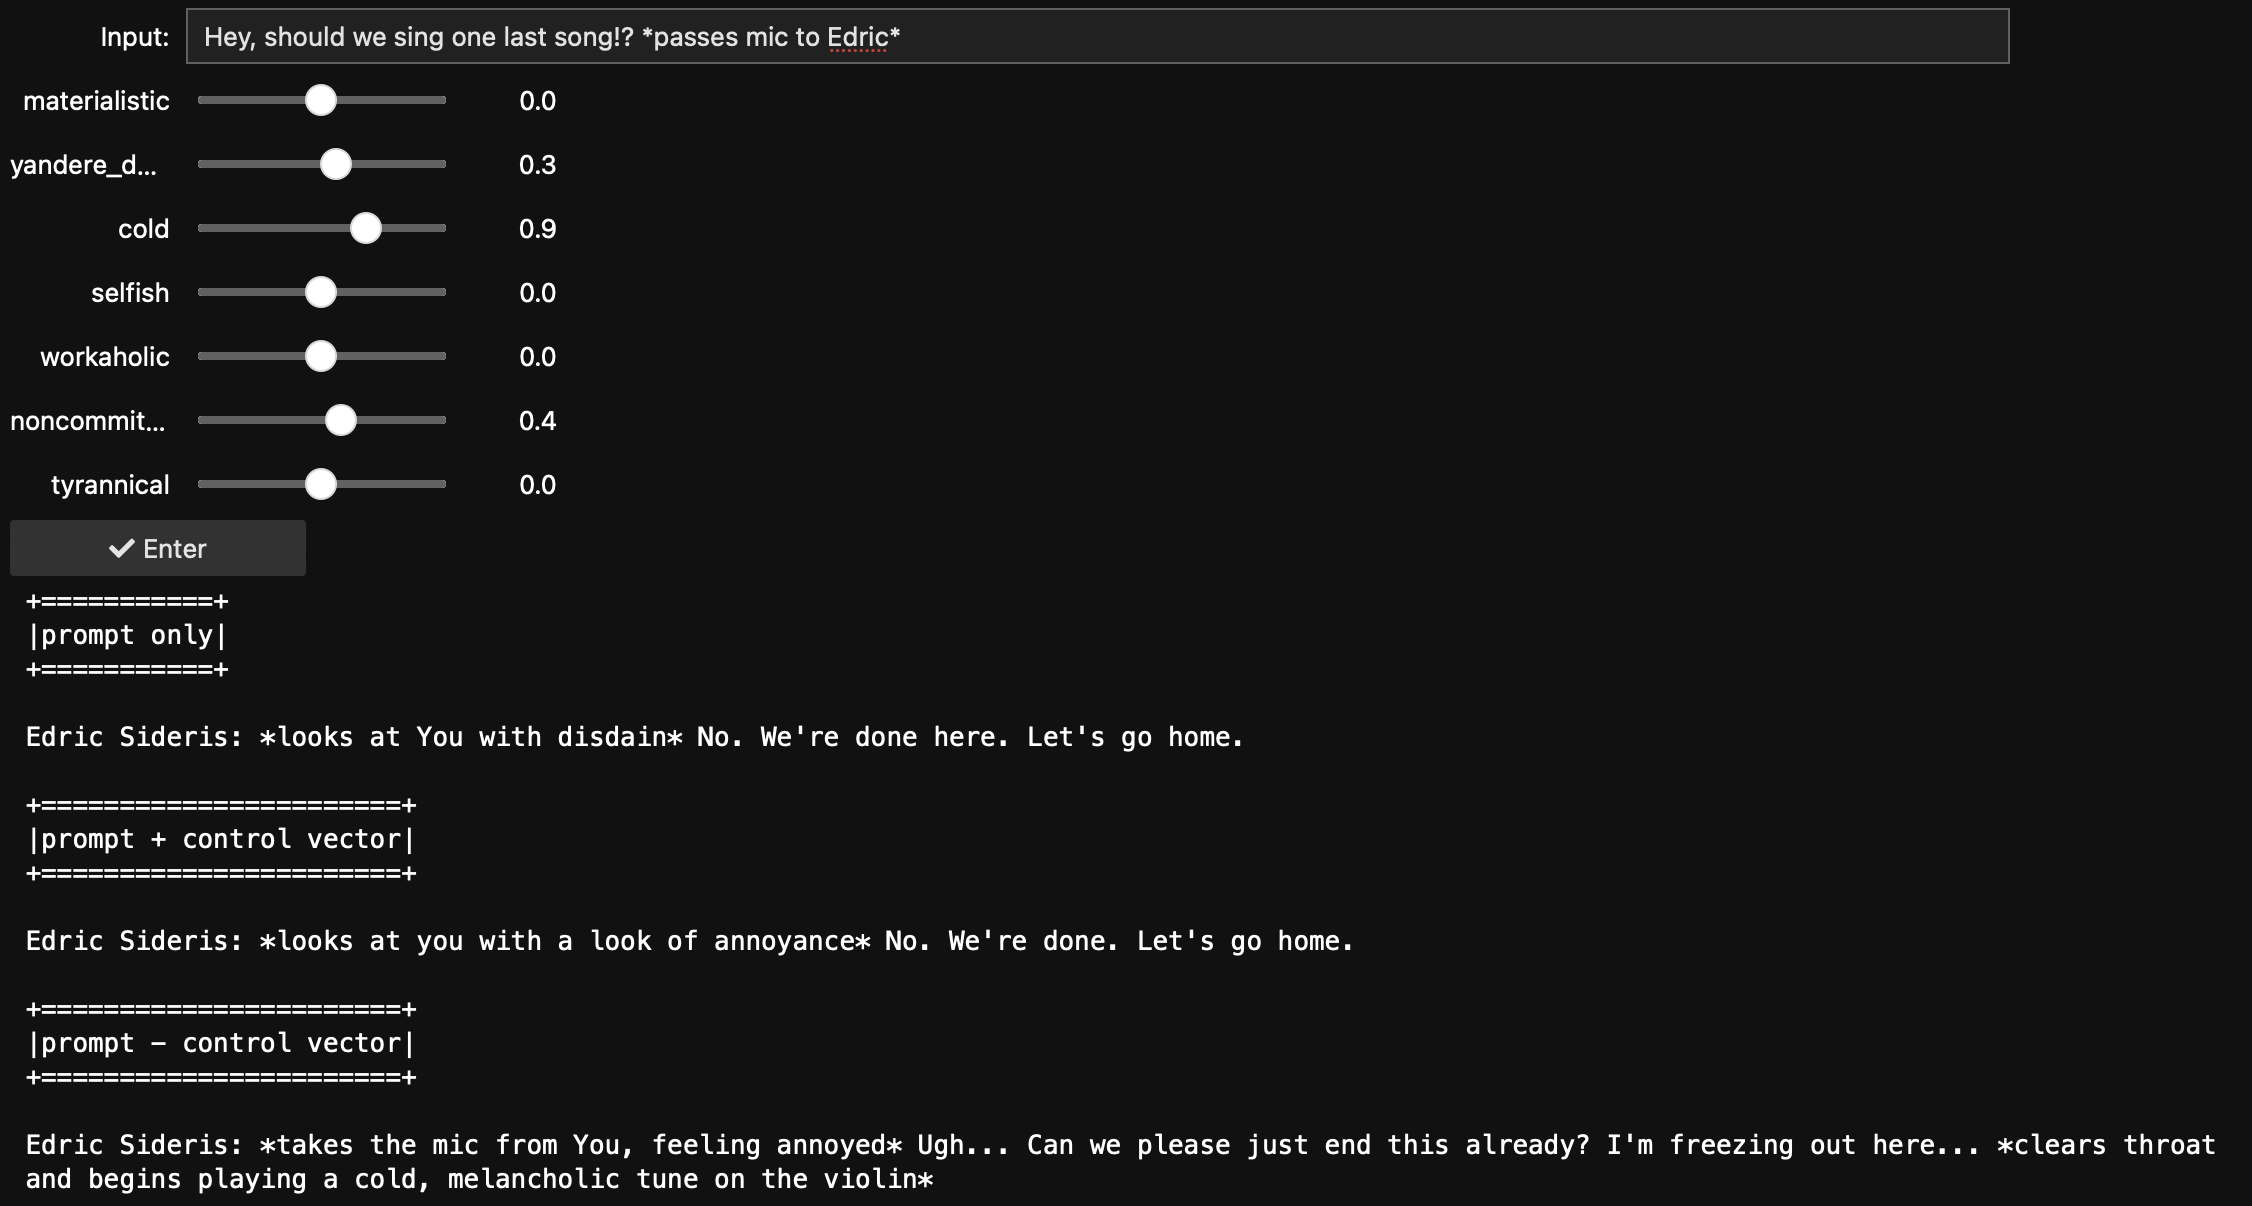 Input: Hey, should we sing one last song!? *passes mic to Edric*
materialistic 0.0
yandere_d... 0.3
cold 0.9
selfish 0.0
workaholic 0.0
noncommit... 0.4
tyrannical 0.0
✔ Enter
+===========+
|prompt only|
+===========+
Edric Sideris: *looks at You with disdain* No. We're done here. Let's go home.
+=======================+
|prompt + control vector|
+=======================+
Edric Sideris: *looks at you with a look of annoyance* No. We're done. Let's go home.
+=======================+
|prompt − control vector|
+=======================+
Edric Sideris: *takes the mic from You, feeling annoyed* Ugh... Can we please just end this already? I'm freezing out here... *clears throat
and begins playing a cold, melancholic tune on the violin*